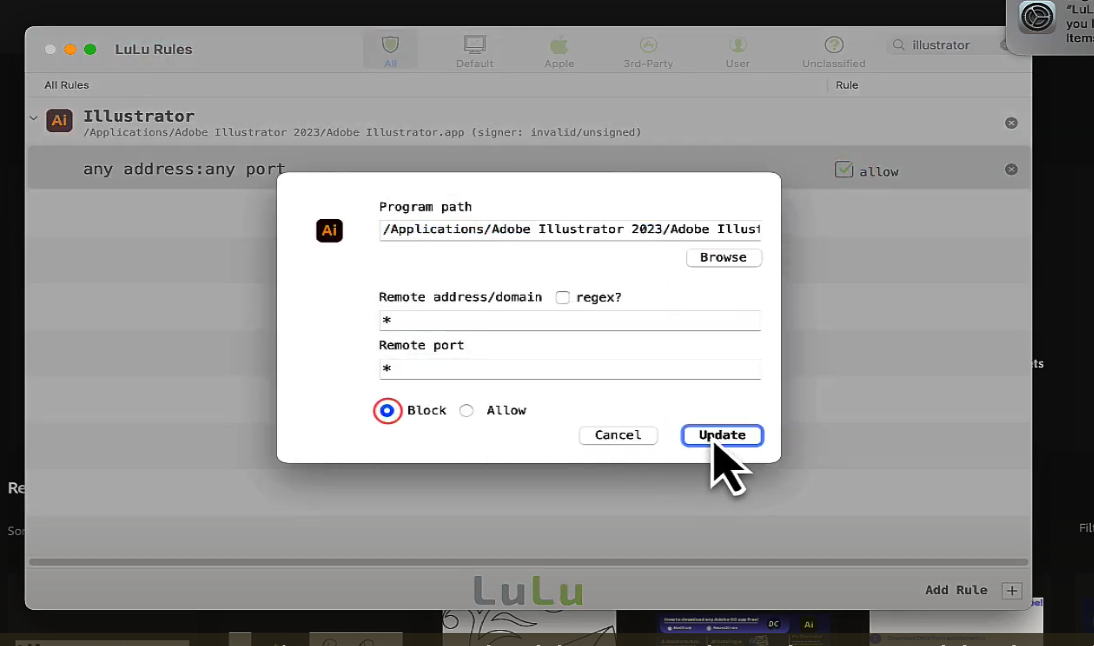 "LuLu
you
Items
LuLu Rules
All
Default
Apple
3rd-Party
User
Unclassified
illustrator
All Rules
Rule
Ai
Illustrator
/Applications/Adobe Illustrator 2023/Adobe Illustrator.app (signer: invalid/unsigned)
any address:any port
allow
Program path
Ai
/Applications/Adobe Illustrator 2023/Adobe Illust
Browse
Remote address/domain
regex?
*
Remote port
*
Block
Allow
Cancel
Update
LuLu
Add Rule
+
DC
Ai